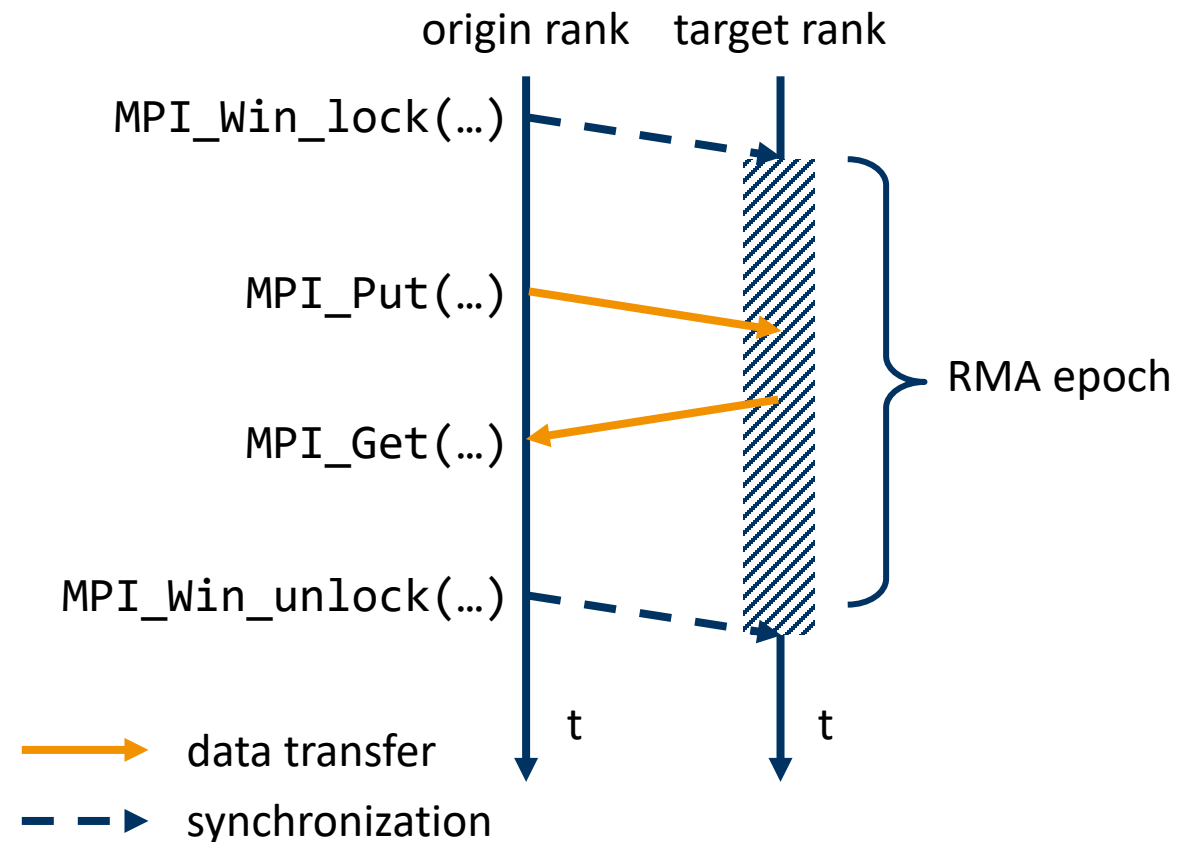 origin rank target rank
MPI_Win_lock(…)
MPI_Put(…)
RMA epoch
MPI_Get(…)
MPI_Win_unlock(…)
t t
data transfer
synchronization